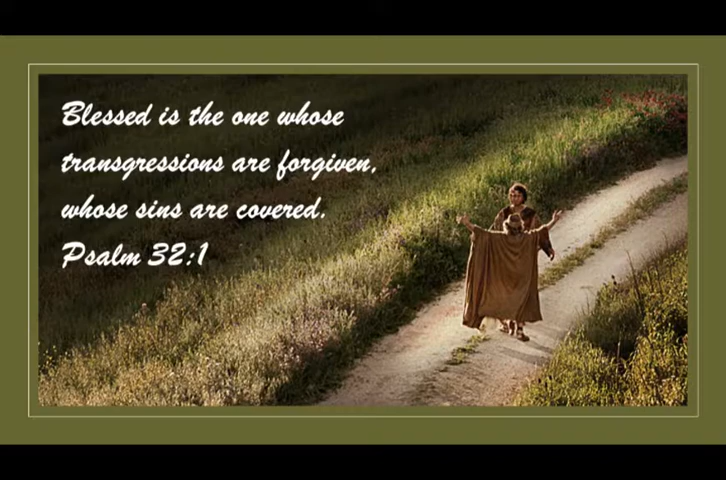 Blessed is the one whose
transgressions are forgiven,
whose sins are covered.
Psalm 32:1